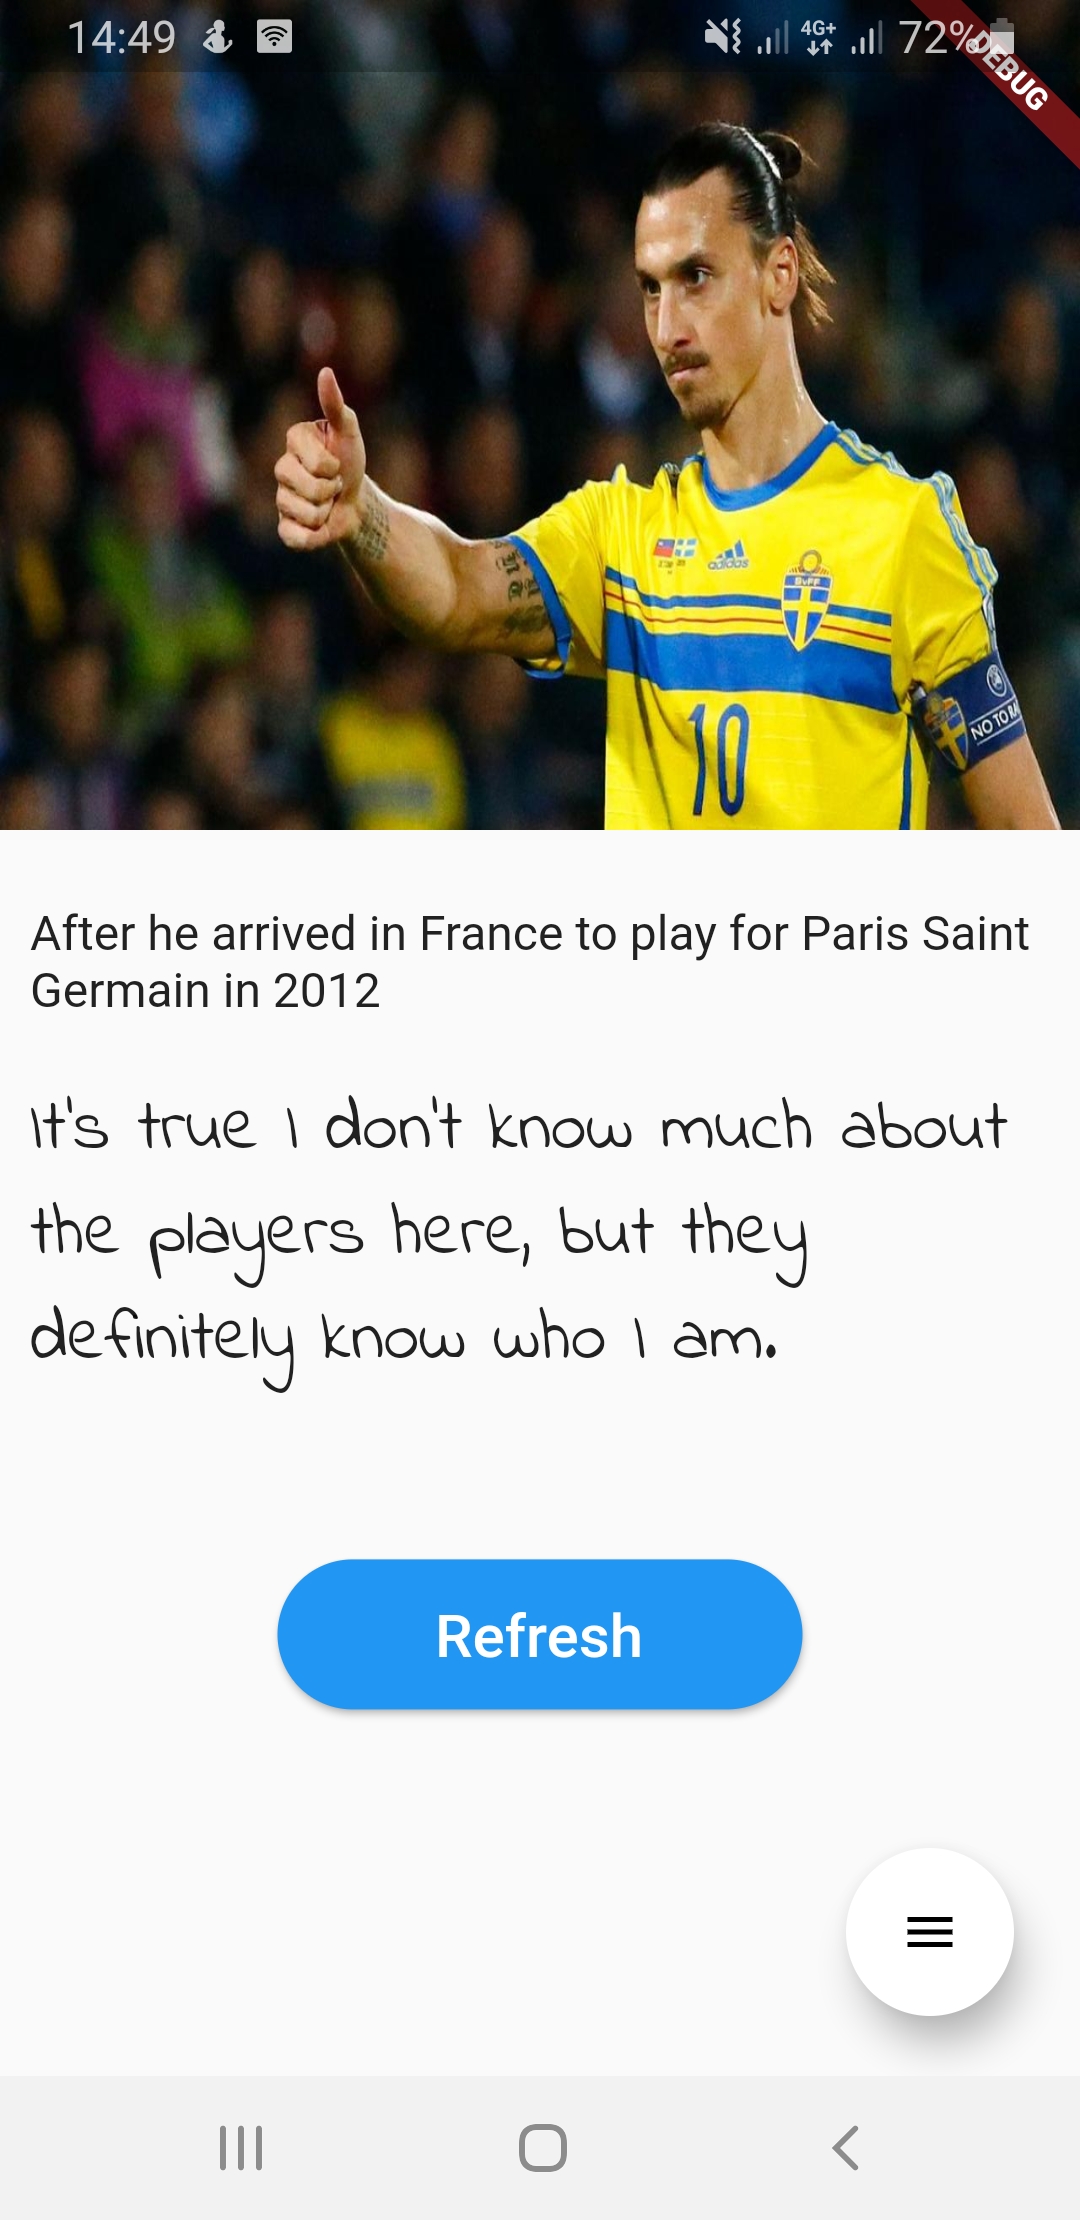 14:49
4G+
72%
DEBUG
adidas
SvFF
10
NO TO RA
After he arrived in France to play for Paris Saint
Germain in 2012
It's true I don't know much about
the players here, but they
definitely know who I am.
Refresh